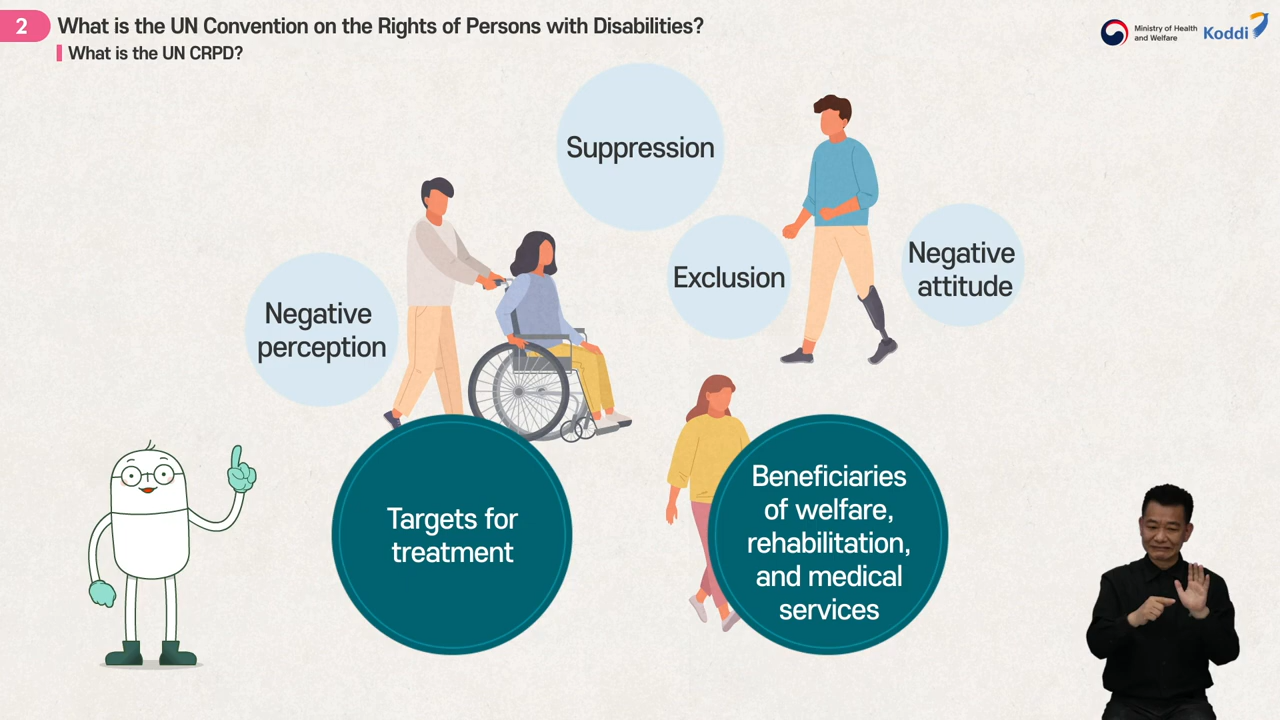 2
What is the UN Convention on the Rights of Persons with Disabilities?
What is the UN CRPD?
Ministry of Health
and Welfare
Koddi
Suppression
Exclusion
Negative
attitude
Negative
perception
Targets for
treatment
Beneficiaries
of welfare,
rehabilitation,
and medical
services